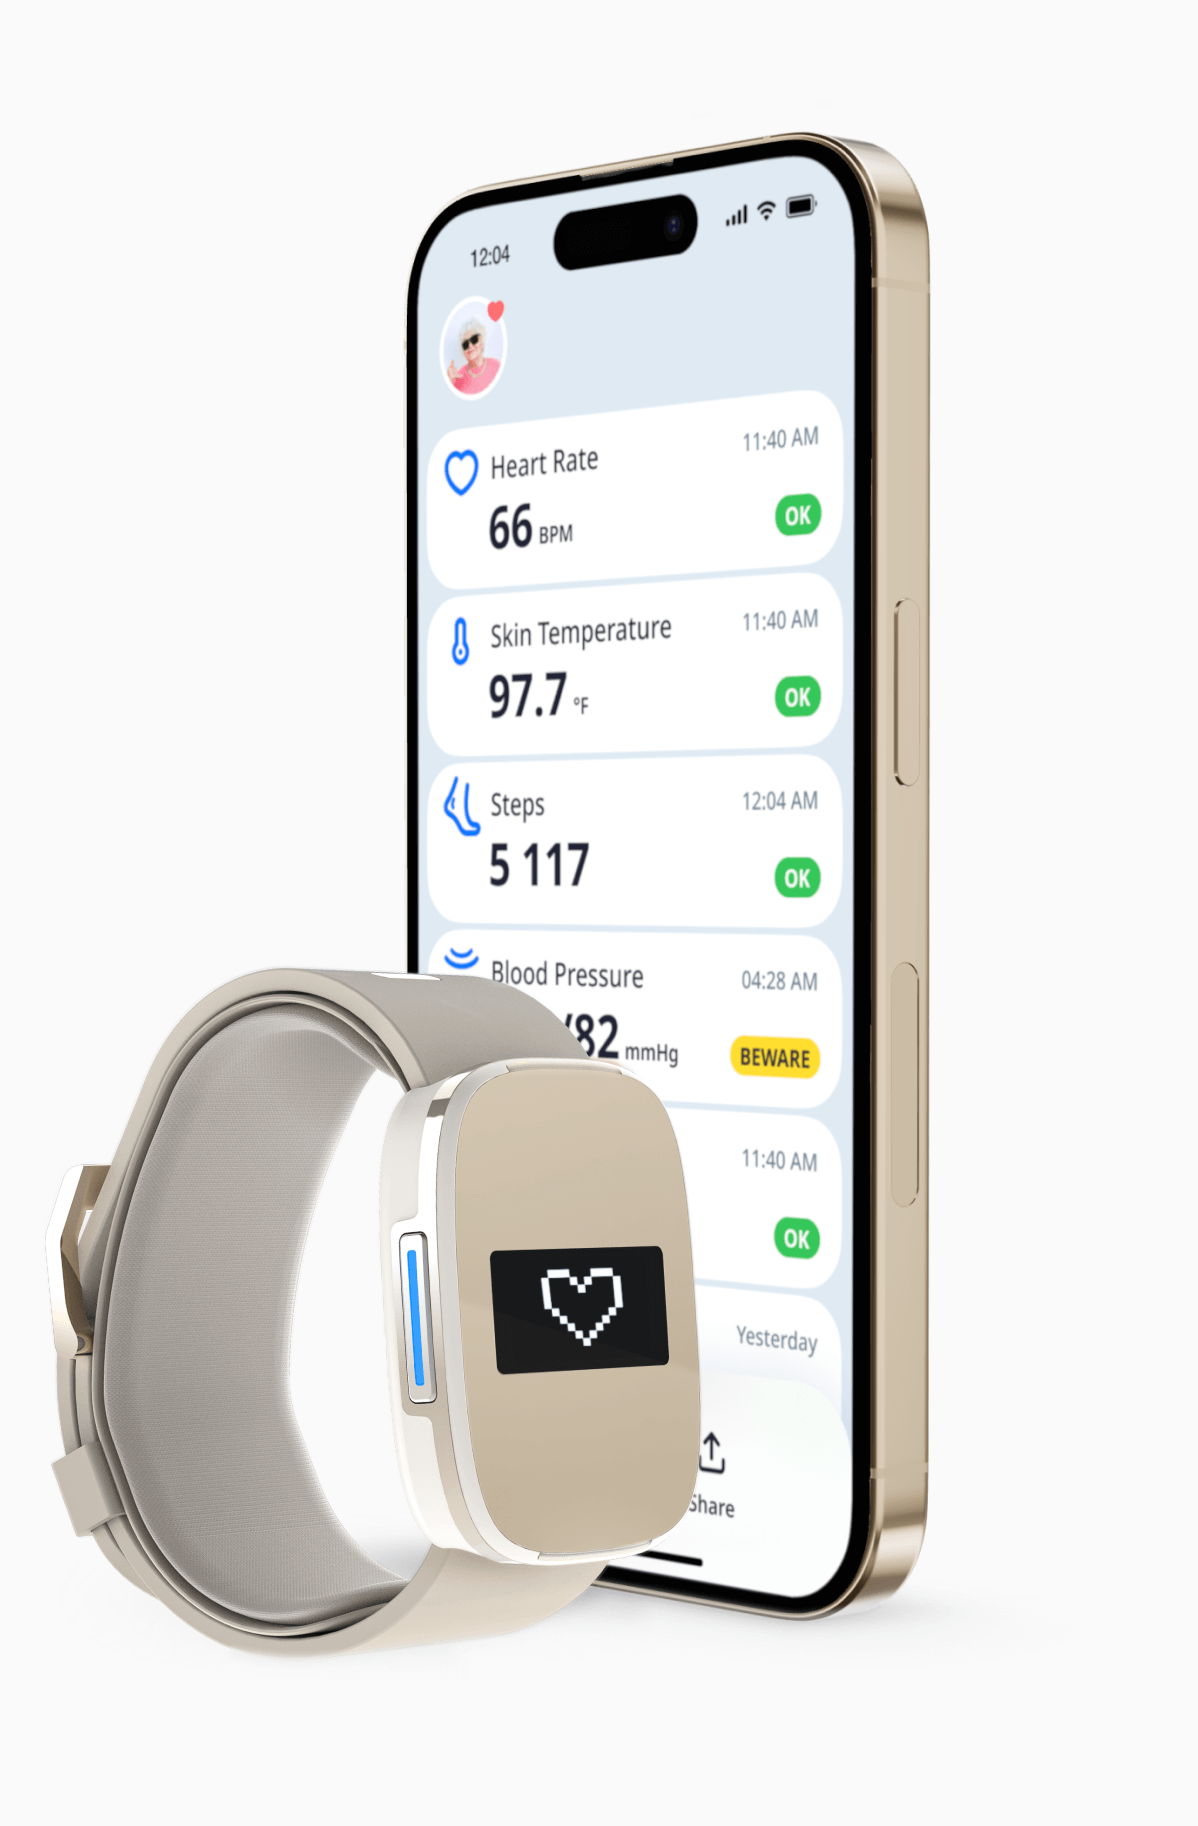 12:04
Heart Rate 11:40 AM
66 BPM OK
Skin Temperature 11:40 AM
97.7 °F OK
Steps 12:04 AM
5 117 OK
Blood Pressure 04:28 AM
/82 mmHg BEWARE
11:40 AM
OK
Yesterday
Share